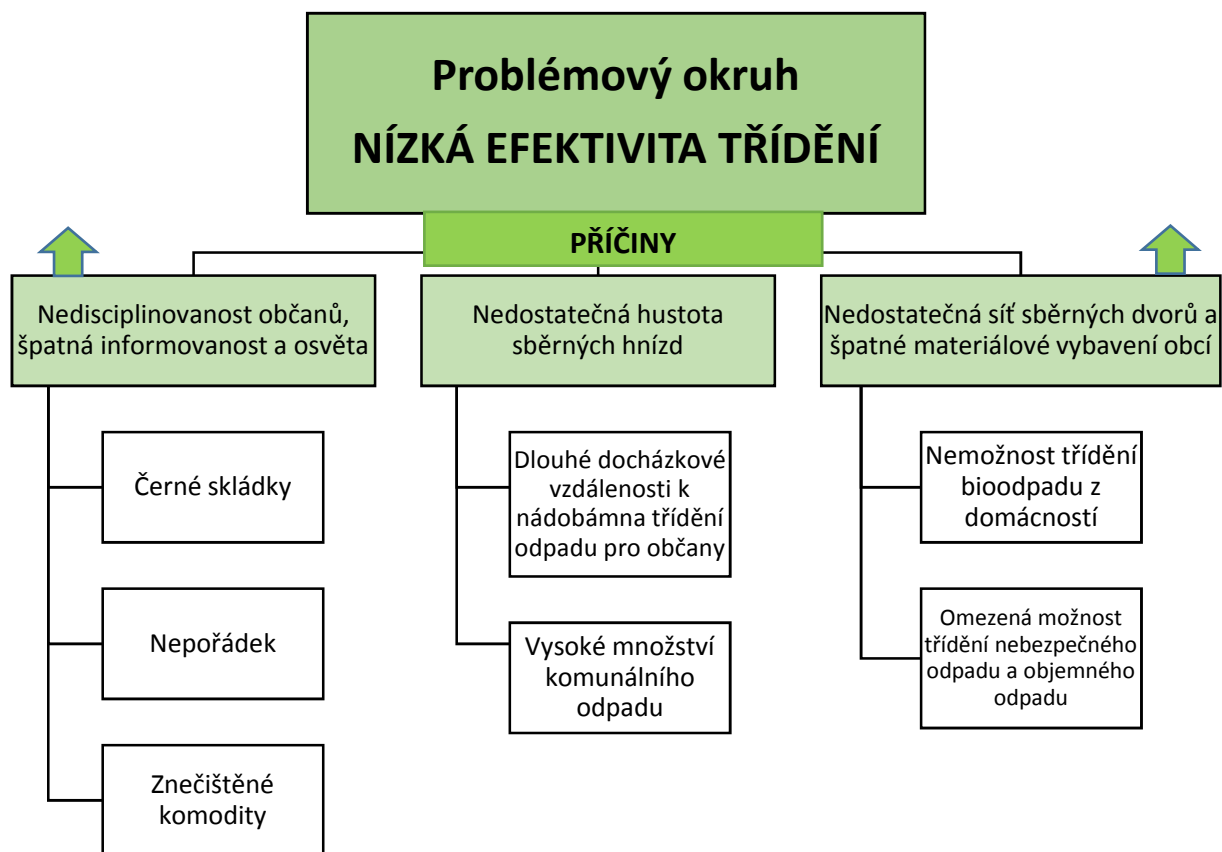 Problémový okruh
NÍZKÁ EFEKTIVITA TŘÍDĚNÍ
PŘÍČINY
Nedisciplinovanost občanů,
špatná informovanost a osvěta
Černé skládky
Nepořádek
Znečištěné
komodity
Nedostatečná hustota
sběrných hnízd
Dlouhé docházkové
vzdálenosti k
nádobámna třídění
odpadu pro občany
Vysoké množství
komunálního
odpadu
Nedostatečná síť sběrných dvorů a
špatné materiálové vybavení obcí
Nemožnost třídění
bioodpadu z
domácností
Omezená možnost
třídění nebezpečného
odpadu a objemného
odpadu